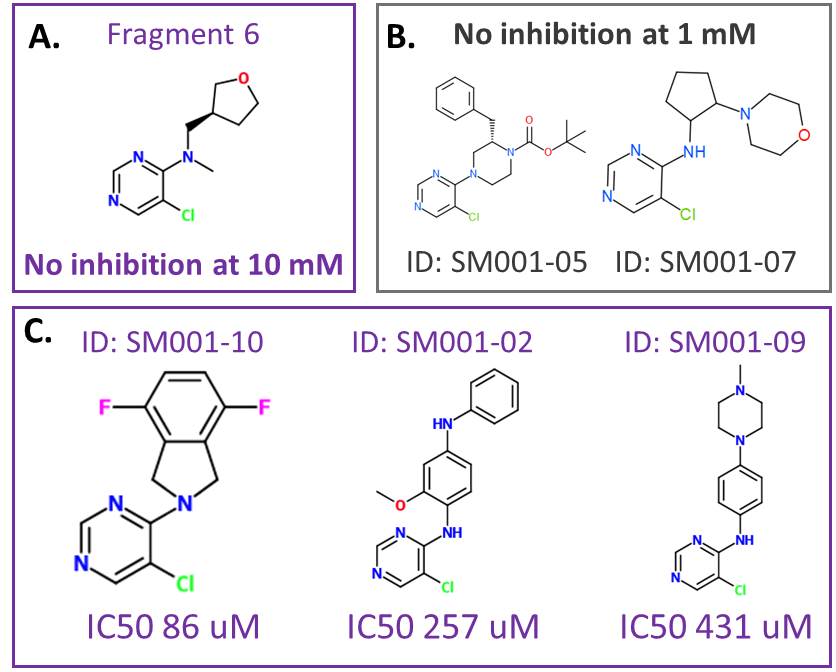 A.
Fragment 6
O
N
N
N
Cl
No inhibition at 10 mM
B.
No inhibition at 1 mM
O
N
O
N
N
N
Cl
N
O
NH
N
N
Cl
ID: SM001-05
ID: SM001-07
C.
ID: SM001-10
ID: SM001-02
ID: SM001-09
F
F
N
N
N
Cl
HN
O
NH
N
N
Cl
N
N
NH
N
N
Cl
IC50 86 uM
IC50 257 uM
IC50 431 uM